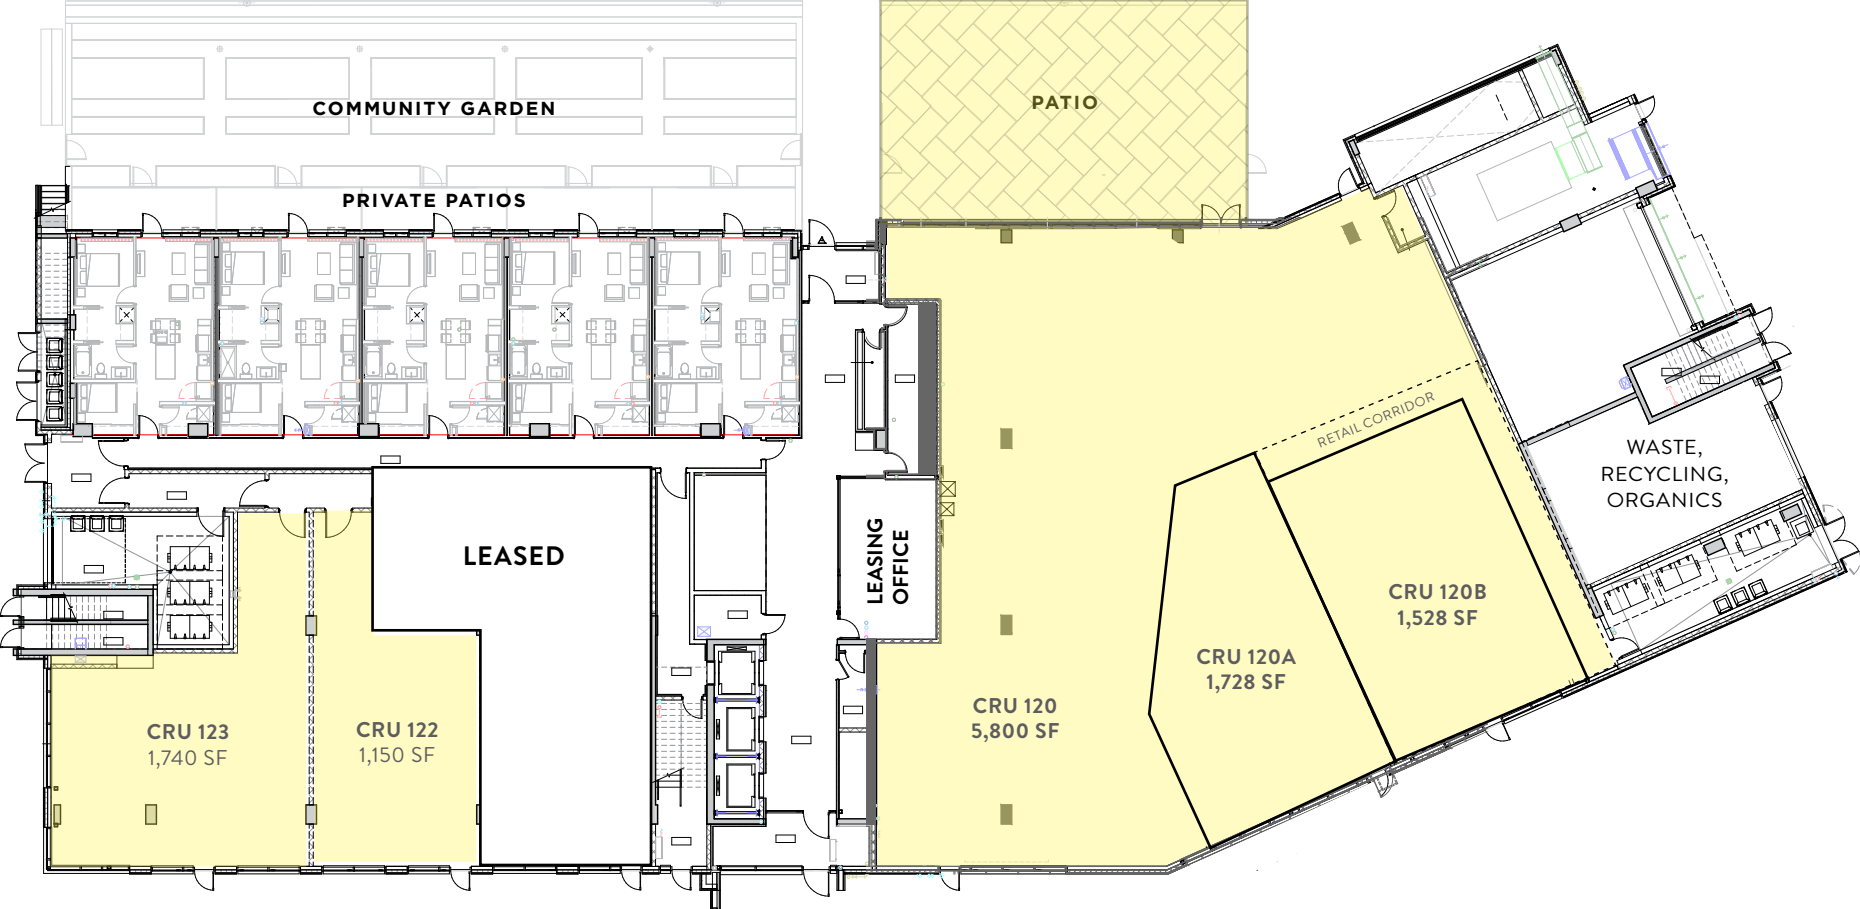 COMMUNITY GARDEN
PATIO
PRIVATE PATIOS
RETAIL CORRIDOR
WASTE,
RECYCLING,
ORGANICS
LEASED
LEASING
OFFICE
CRU 120B
1,528 SF
CRU 120A
1,728 SF
CRU 120
5,800 SF
CRU 123
1,740 SF
CRU 122
1,150 SF